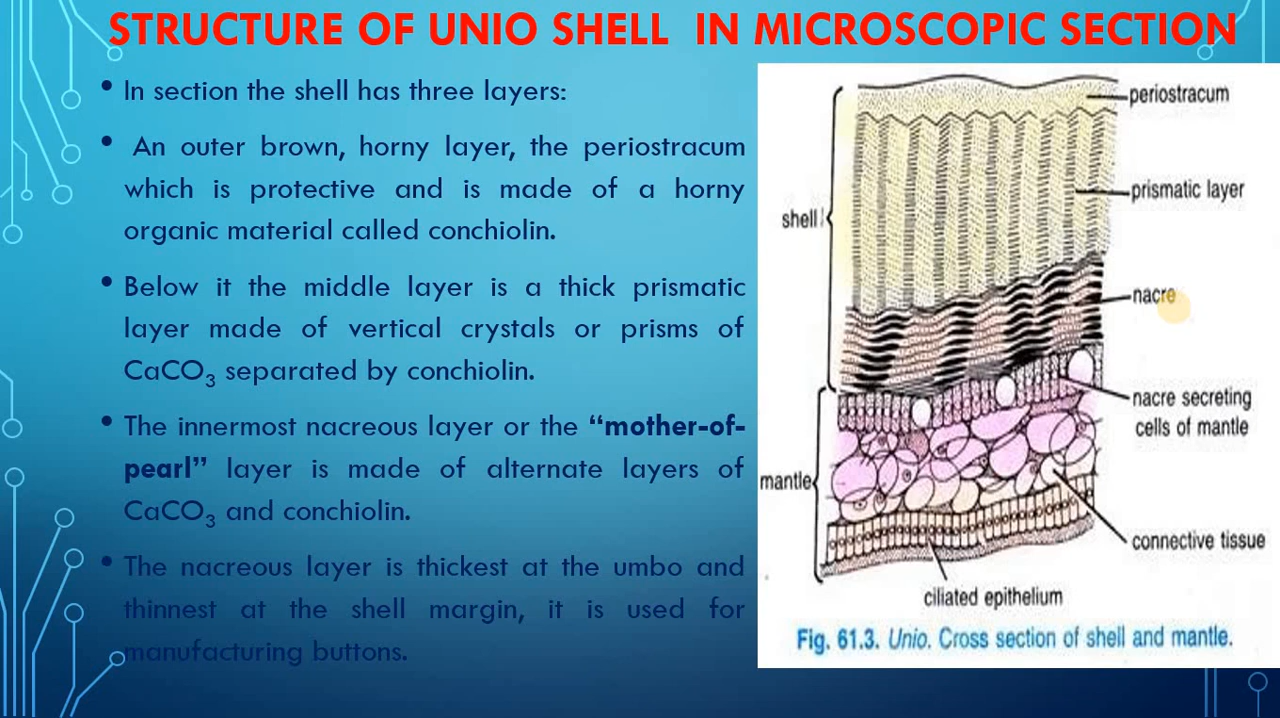 STRUCTURE OF UNIO SHELL IN MICROSCOPIC SECTION
• In section the shell has three layers:
• An outer brown, horny layer, the periostracum
which is protective and is made of a horny
organic material called conchiolin.
• Below it the middle layer is a thick prismatic
layer made of vertical crystals or prisms of
CaCO₃ separated by conchiolin.
• The innermost nacreous layer or the “mother-of-
pearl” layer is made of alternate layers of
CaCO₃ and conchiolin.
• The nacreous layer is thickest at the umbo and
thinnest at the shell margin, it is used for
manufacturing buttons.
periostracum
prismatic layer
shell
nacre
nacre secreting
cells of mantle
mantle
connective tissue
ciliated epithelium
Fig. 61.3. Unio. Cross section of shell and mantle.